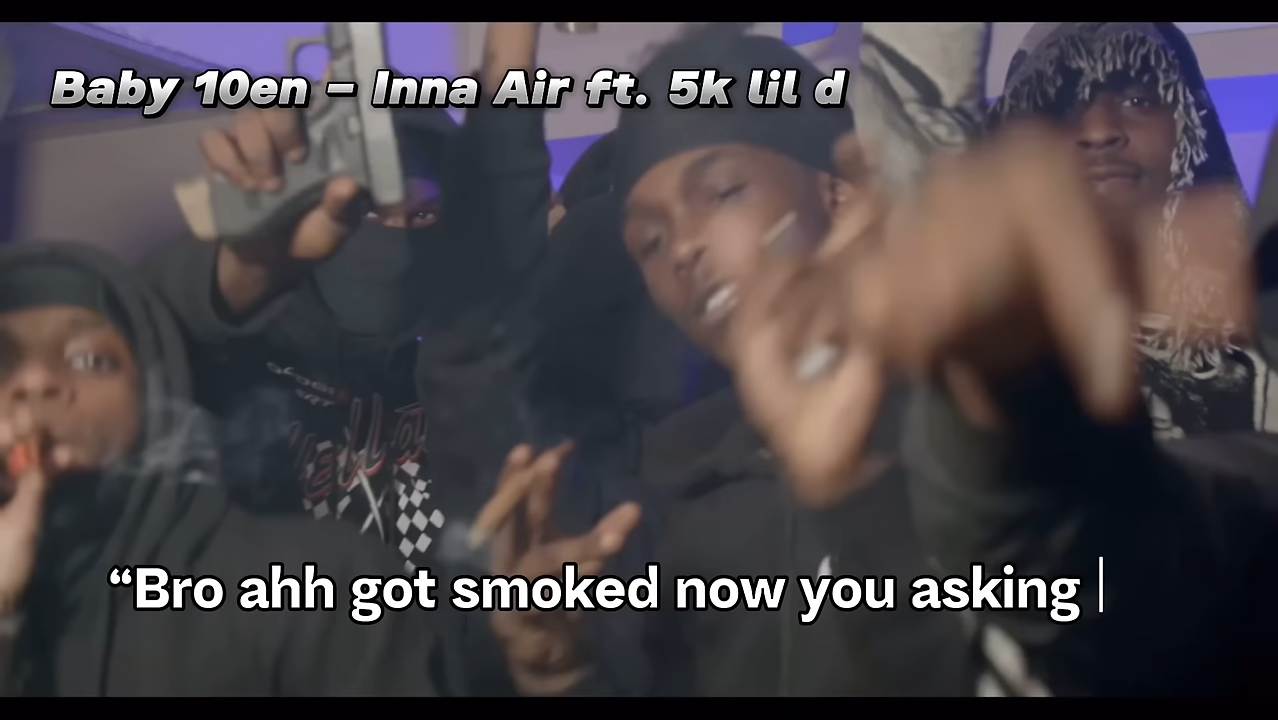 Baby 10en – Inna Air ft. 5k lil d
“Bro ahh got smoked now you asking